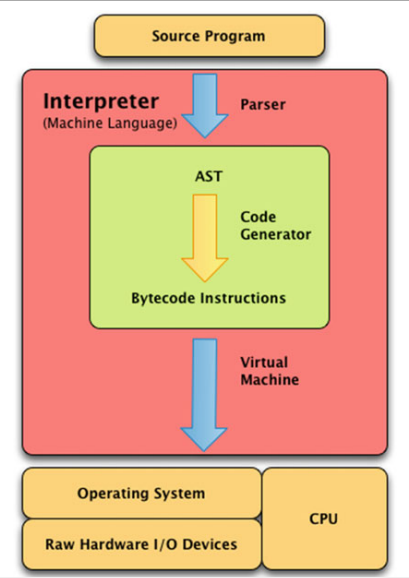 Source Program
Interpreter
(Machine Language)
Parser
AST
Code
Generator
Bytecode Instructions
Virtual
Machine
Operating System
CPU
Raw Hardware I/O Devices